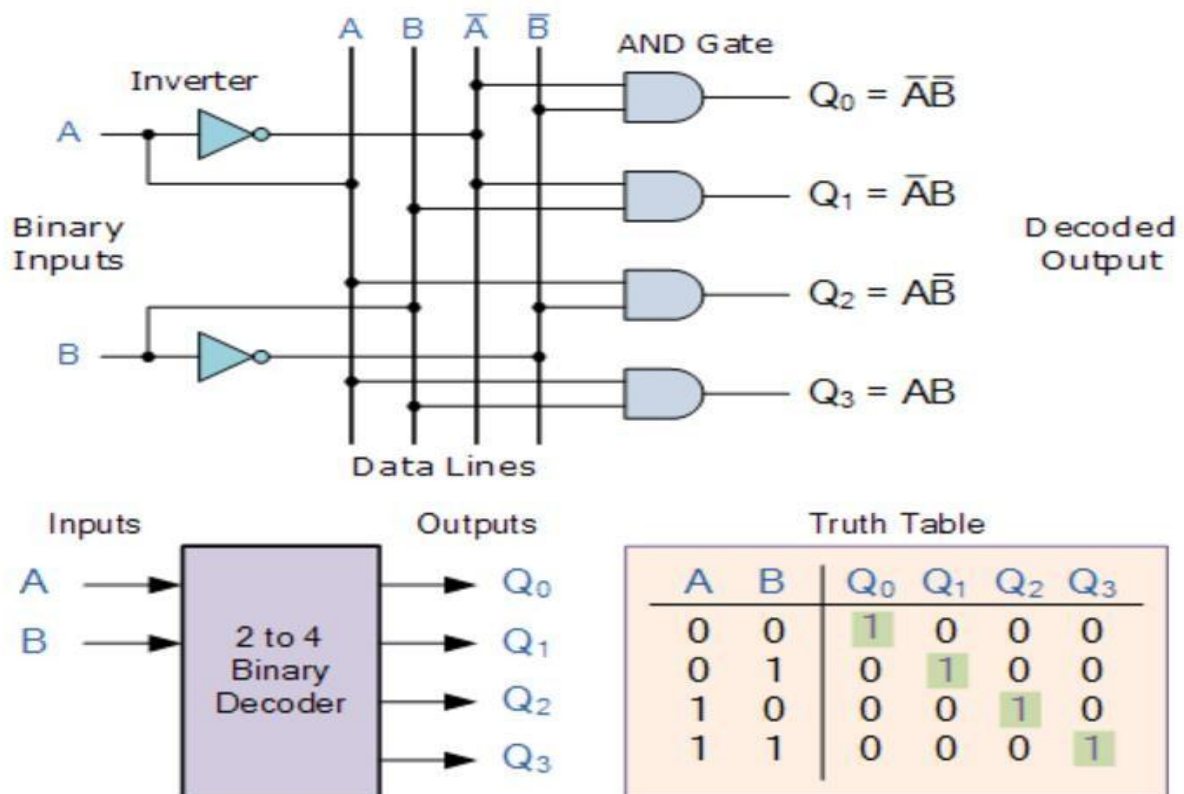 A B A̅ B̅
AND Gate
Inverter
Q₀ = A̅B̅
A
Q₁ = A̅B
Binary
Inputs
Decoded
Output
Q₂ = AB̅
B
Q₃ = AB
Data Lines
Inputs
Outputs
A
B
2 to 4
Binary
Decoder
Q₀
Q₁
Q₂
Q₃
Truth Table
A B Q₀ Q₁ Q₂ Q₃
0 0 1 0 0 0
0 1 0 1 0 0
1 0 0 0 1 0
1 1 0 0 0 1